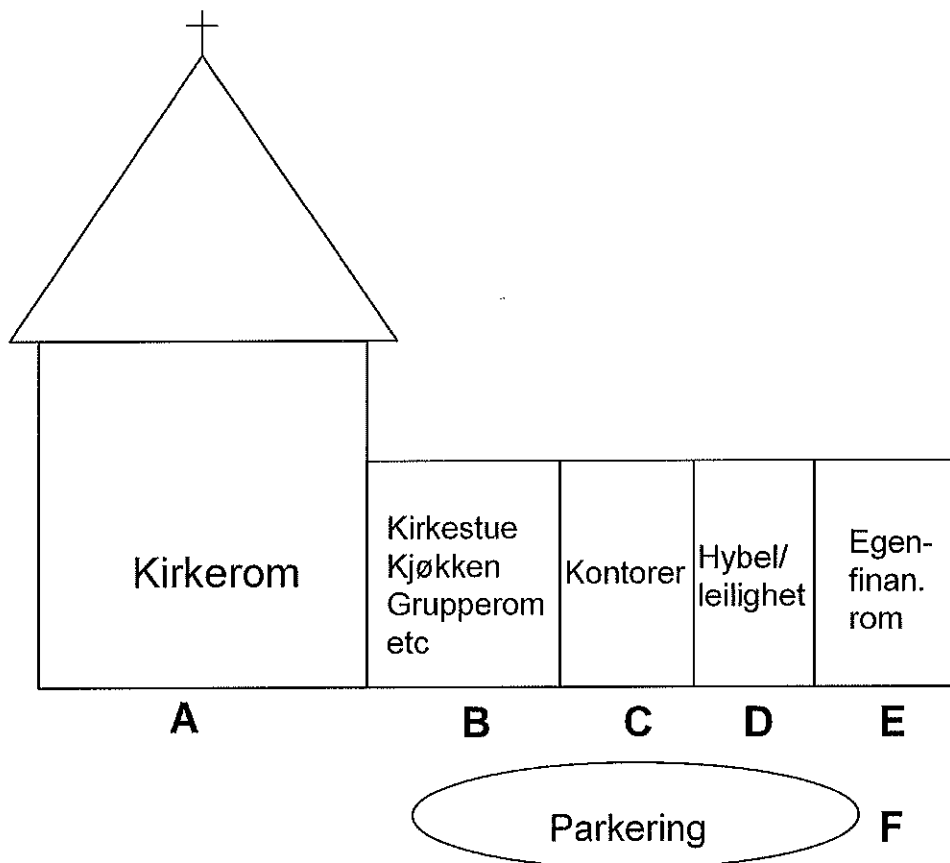 Kirkerom
Kirkestue
Kjøkken
Grupperom
etc
Kontorer
Hybel/
leilighet
Egen-
finan.
rom
A
B
C
D
E
Parkering
F